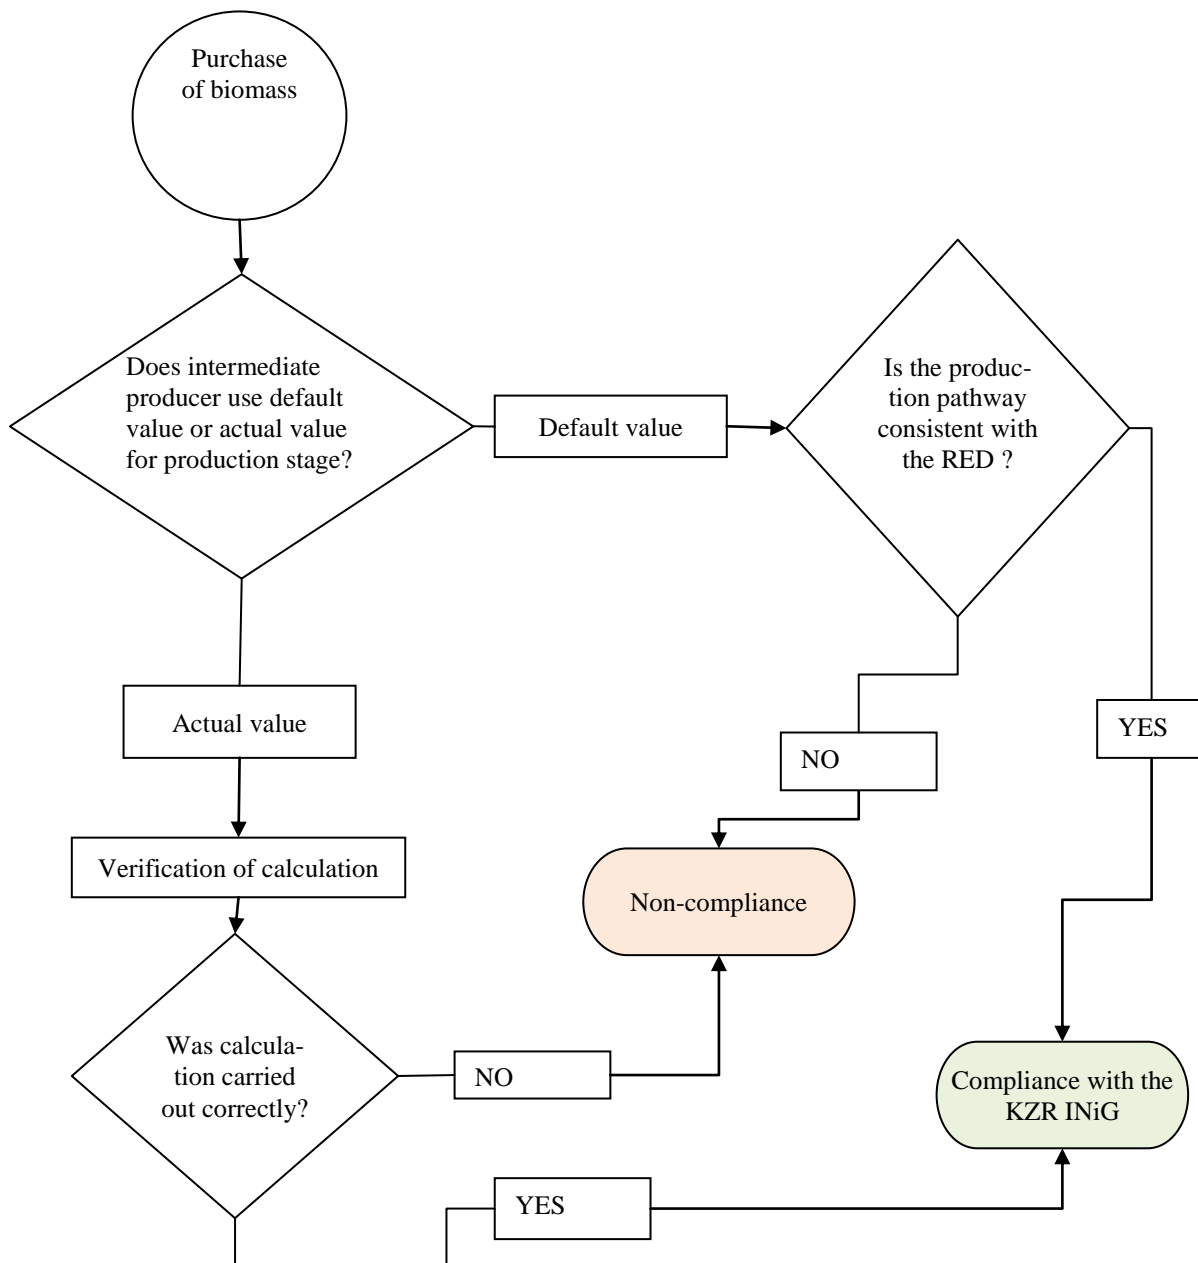 Purchase
of biomass
Does intermediate
producer use default
value or actual value
for production stage?
Default value
Is the produc-
tion pathway
consistent with
the RED ?
Actual value
YES
NO
Verification of calculation
Non-compliance
Was calcula-
tion carried
out correctly?
NO
Compliance with the
KZR INiG
YES